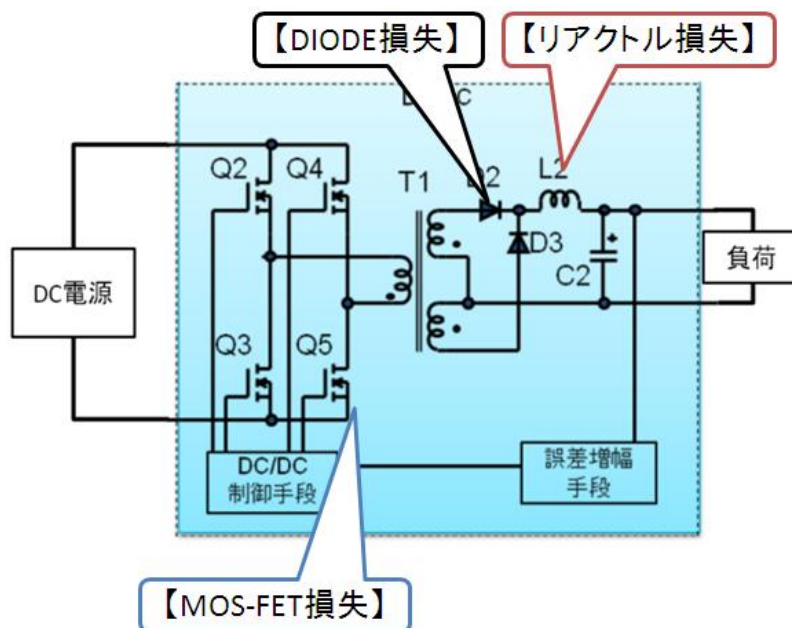 【DIODE損失】
【リアクトル損失】
Q2
Q4
T1
L2
D3
C2
DC電源
負荷
Q3
Q5
DC/DC
制御手段
誤差増幅
手段
【MOS-FET損失】